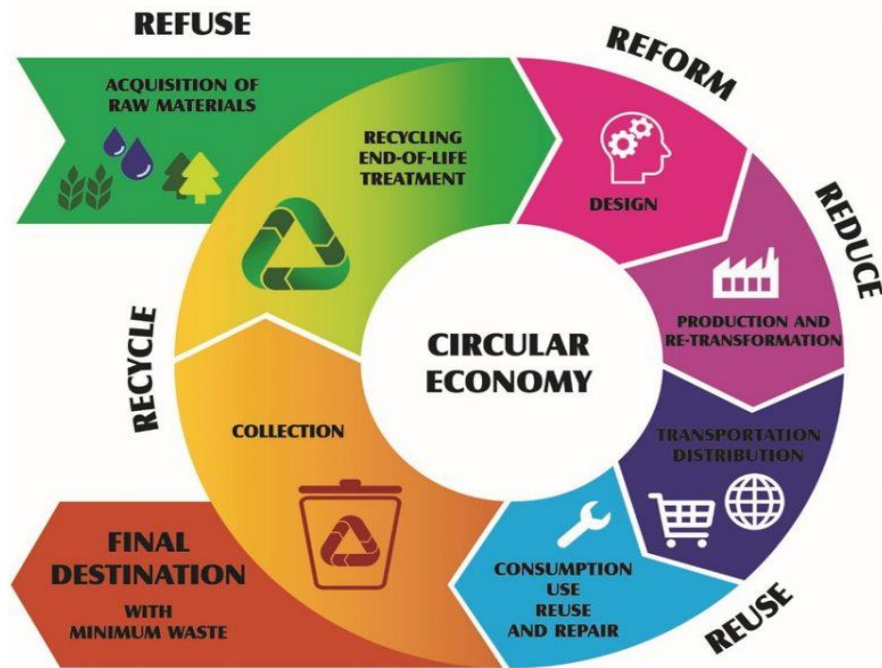 REFUSE
ACQUISITION OF
RAW MATERIALS
RECYCLING
END-OF-LIFE
TREATMENT
REFORM
DESIGN
REDUCE
PRODUCTION AND
RE-TRANSFORMATION
CIRCULAR
ECONOMY
TRANSPORTATION
DISTRIBUTION
REUSE
CONSUMPTION
USE
REUSE
AND REPAIR
RECYCLE
COLLECTION
FINAL
DESTINATION
WITH
MINIMUM WASTE